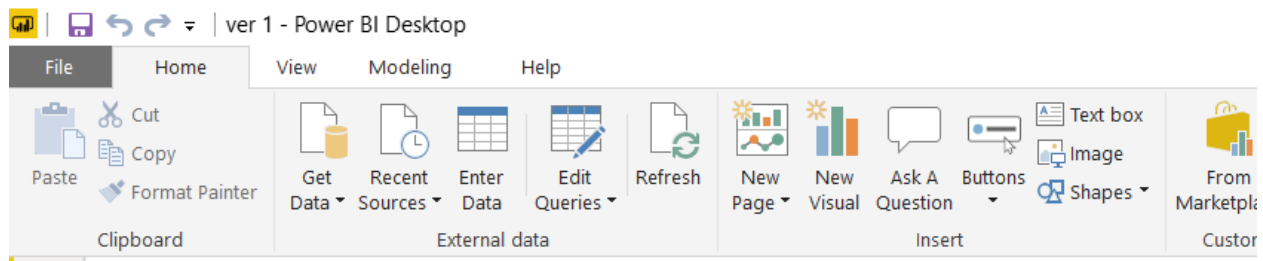 ver 1 - Power BI Desktop
File Home View Modeling Help
Paste
Cut
Copy
Format Painter
Clipboard
Get
Data
Recent
Sources
Enter
Data
Edit
Queries
Refresh
External data
New
Page
New
Visual
Ask A
Question
Buttons
Text box
Image
Shapes
Insert
From
Marketpla
Custor